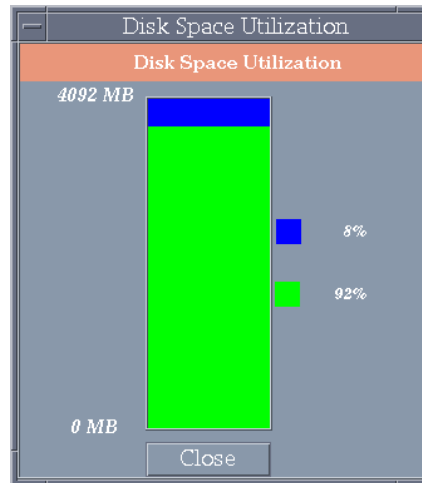 Disk Space Utilization
Disk Space Utilization
4092 MB
8%
92%
0 MB
Close